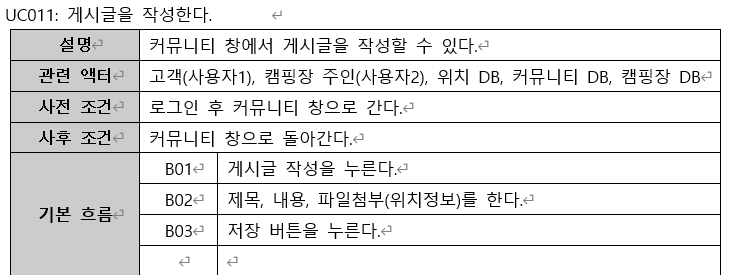 UC011: 게시글을 작성한다.
설명 커뮤니티 창에서 게시글을 작성할 수 있다.
관련 액터 고객(사용자1), 캠핑장 주인(사용자2), 위치 DB, 커뮤니티 DB, 캠핑장 DB
사전 조건 로그인 후 커뮤니티 창으로 간다.
사후 조건 커뮤니티 창으로 돌아간다.
기본 흐름
B01 게시글 작성을 누른다.
B02 제목, 내용, 파일첨부(위치정보)를 한다.
B03 저장 버튼을 누른다.